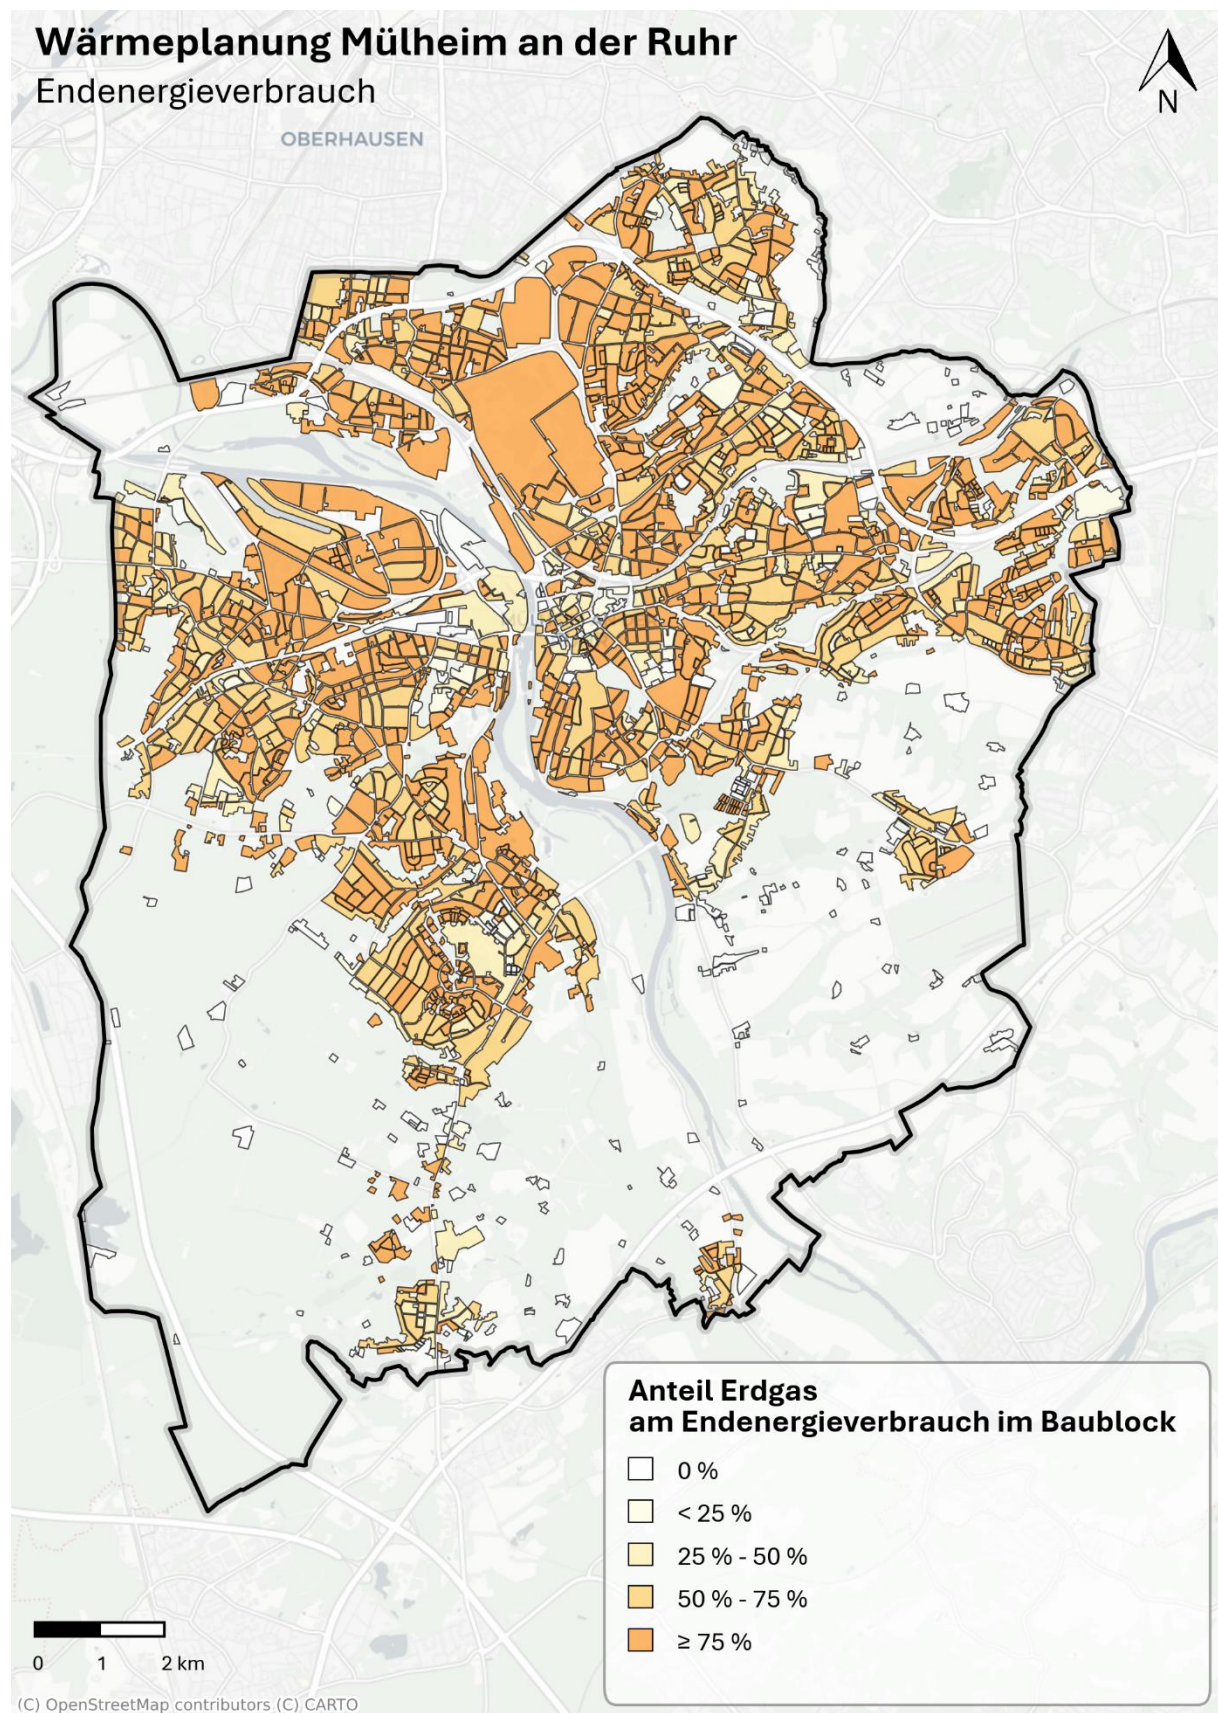 Wärmeplanung Mülheim an der Ruhr
Endenergieverbrauch
N
OBERHAUSEN
Anteil Erdgas
am Endenergieverbrauch im Baublock
0 %
< 25 %
25 % - 50 %
50 % - 75 %
≥ 75 %
0 1 2 km
(C) OpenStreetMap contributors (C) CARTO